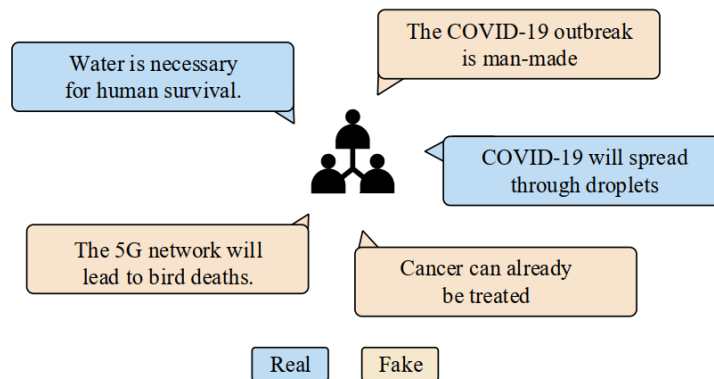 The COVID-19 outbreak
is man-made
Water is necessary
for human survival.
COVID-19 will spread
through droplets
The 5G network will
lead to bird deaths.
Cancer can already
be treated
Real
Fake